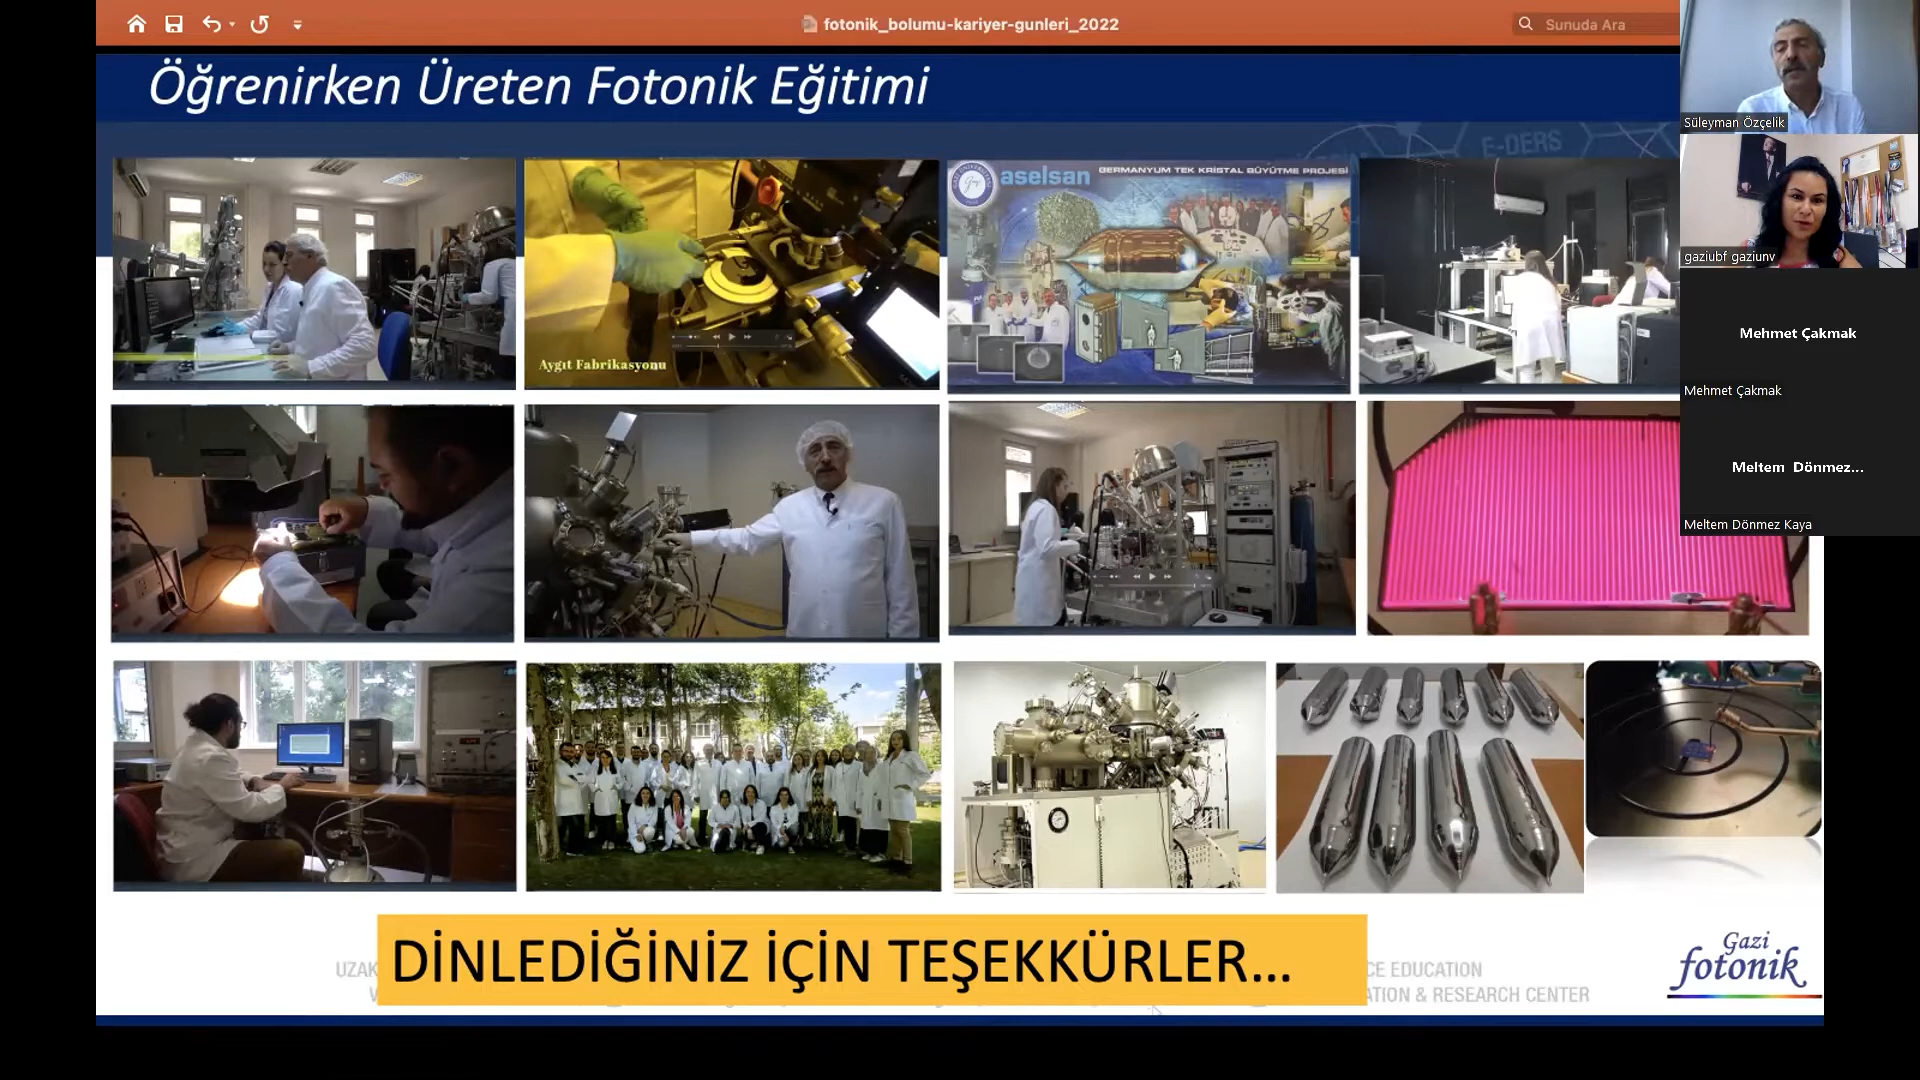 fotonik_bolumu-kariyer-gunleri_2022
Sunuda Ara
Öğrenirken Üreten Fotonik Eğitimi
E-DERS
Süleyman Özçelik
gaziubf gaziunv
Mehmet Çakmak
Mehmet Çakmak
Meltem Dönmez...
Meltem Dönmez Kaya
aselsan GERMANYUM TEK KRİSTAL BÜYÜTME PROJESİ
Aygıt Fabrikasyonu
DİNLEDİĞİNİZ İÇİN TEŞEKKÜRLER...
UZAK
CE EDUCATION
ATION & RESEARCH CENTER
Gazi
fotonik